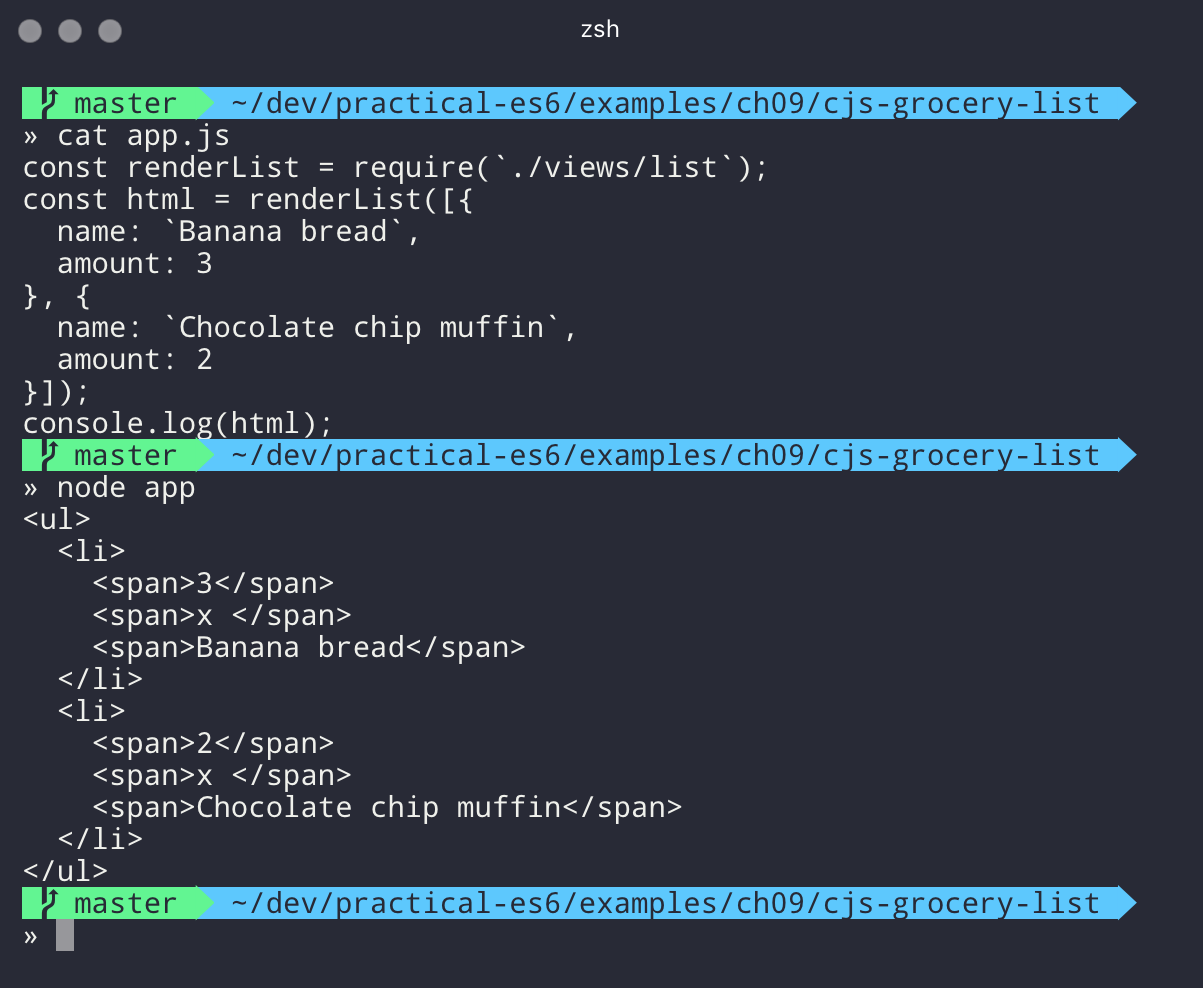 zsh
master ~/dev/practical-es6/examples/ch09/cjs-grocery-list
» cat app.js
const renderList = require(`./views/list`);
const html = renderList([{
  name: `Banana bread`,
  amount: 3
}, {
  name: `Chocolate chip muffin`,
  amount: 2
}]);
console.log(html);
master ~/dev/practical-es6/examples/ch09/cjs-grocery-list
» node app
<ul>
  <li>
    <span>3</span>
    <span>x </span>
    <span>Banana bread</span>
  </li>
  <li>
    <span>2</span>
    <span>x </span>
    <span>Chocolate chip muffin</span>
  </li>
</ul>
master ~/dev/practical-es6/examples/ch09/cjs-grocery-list
»